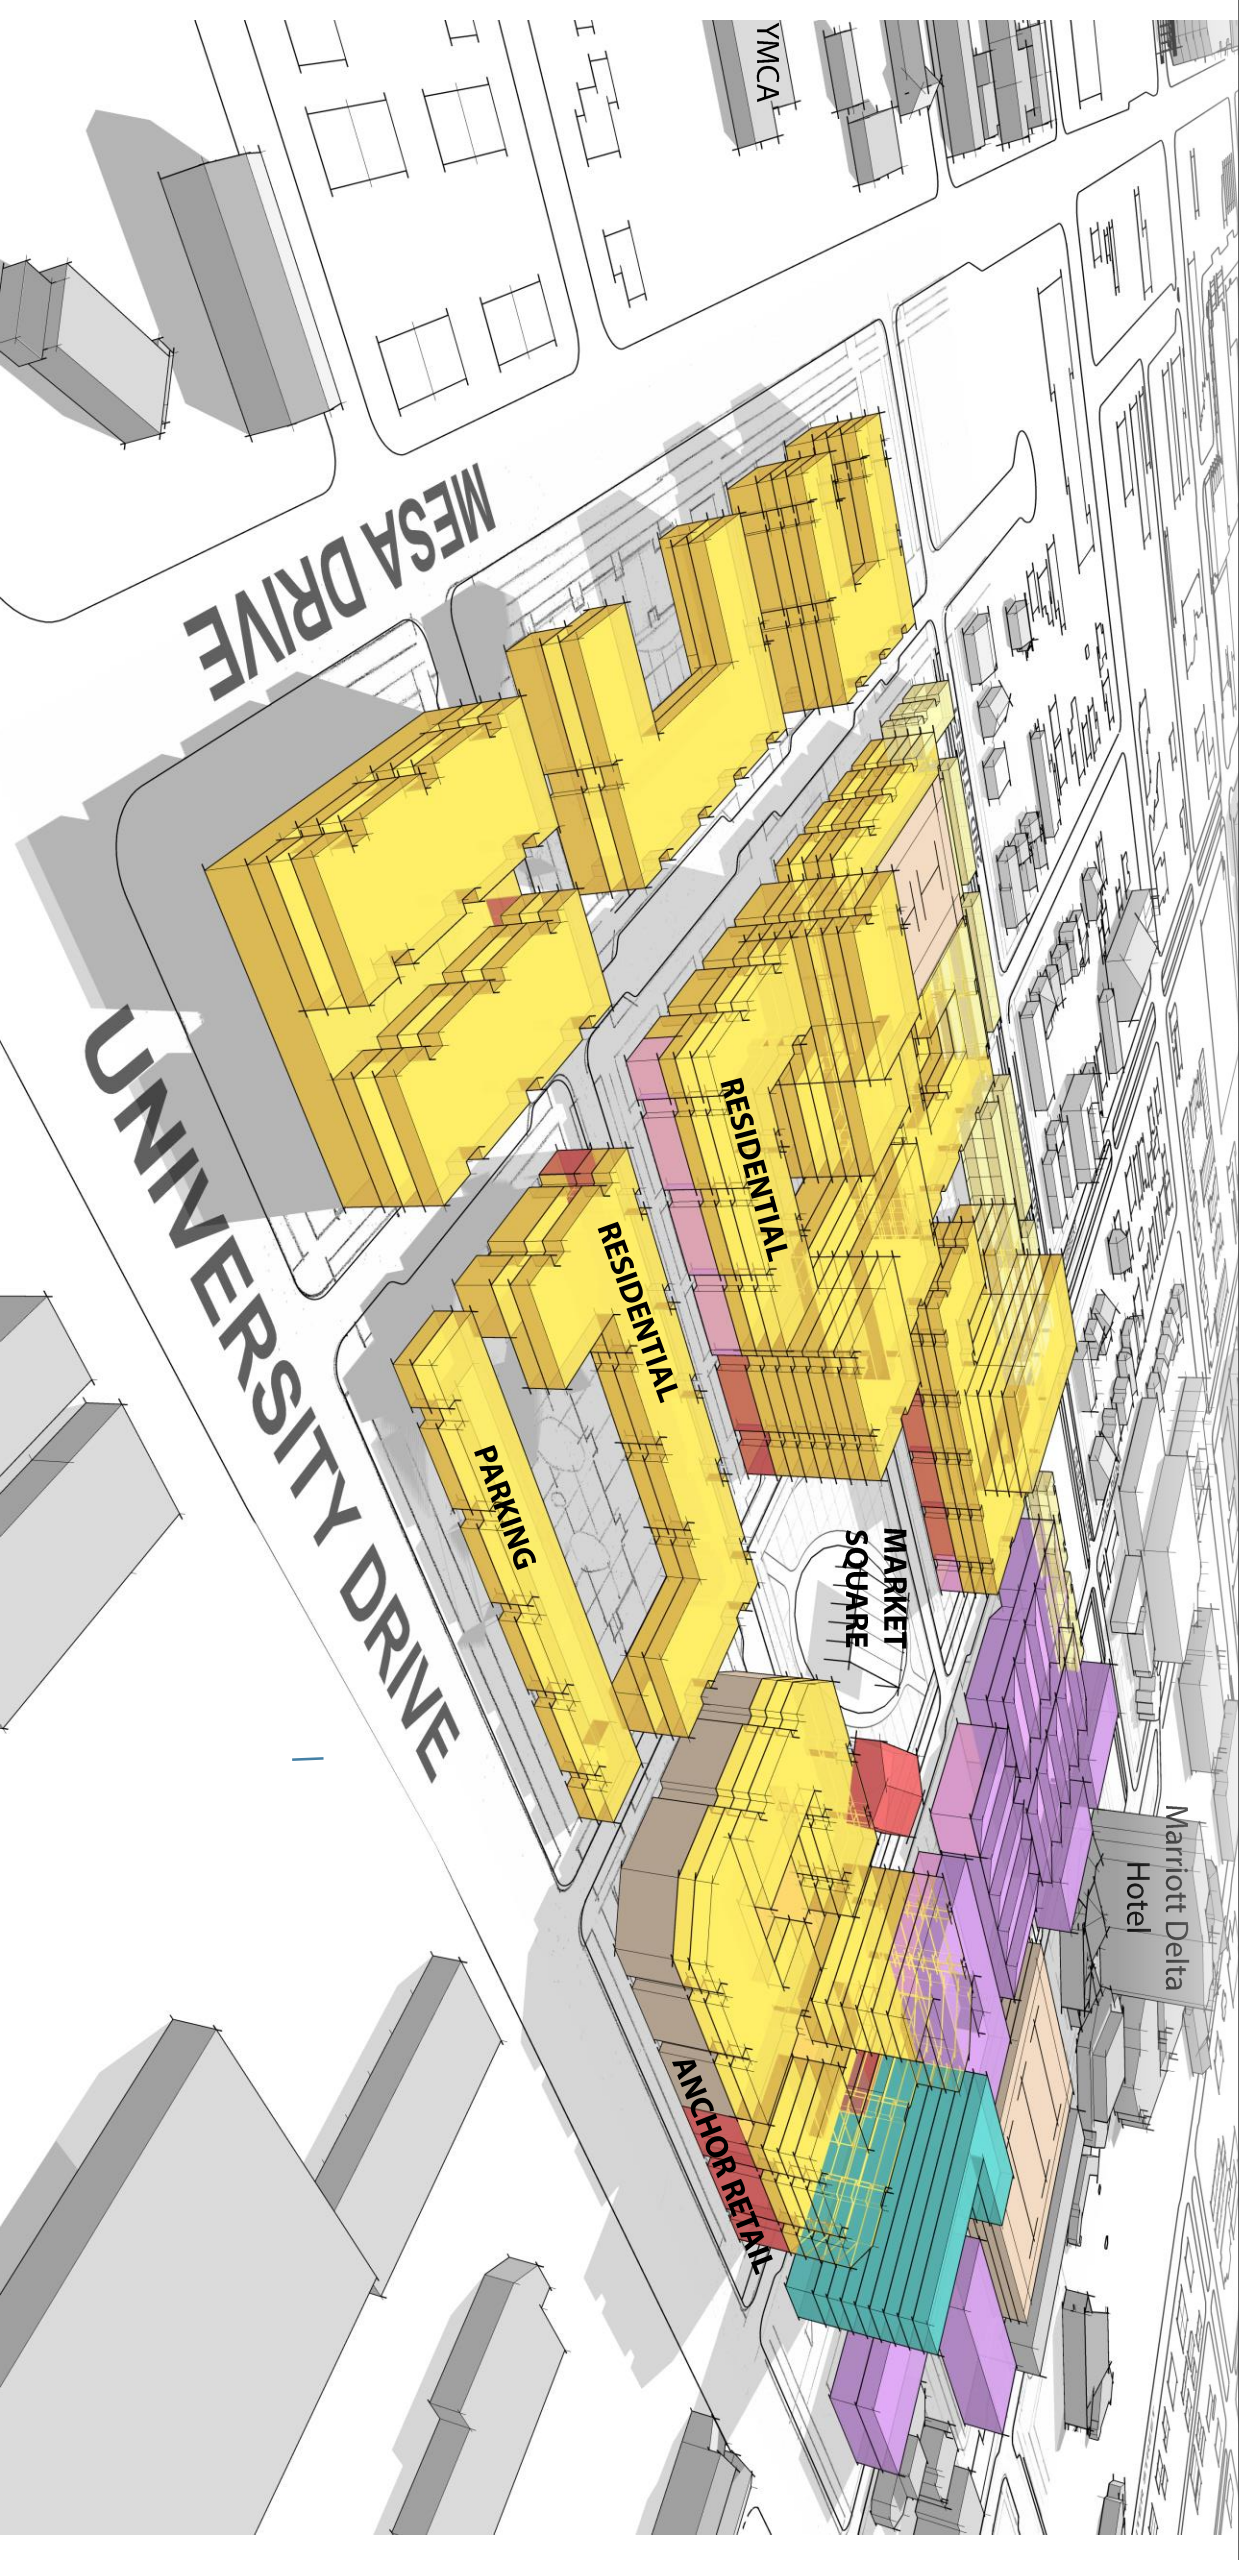 YMCA
MESA DRIVE
UNIVERSITY DRIVE
RESIDENTIAL
RESIDENTIAL
PARKING
MARKET
SQUARE
Marriott Delta
Hotel
ANCHOR RETAIL